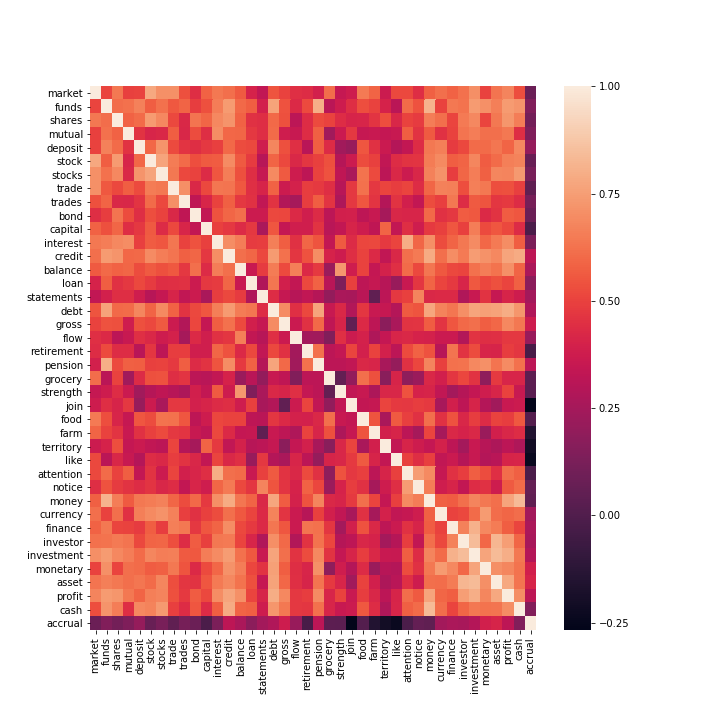 market
funds
shares
mutual
deposit
stock
stocks
trade
trades
bond
capital
interest
credit
balance
loan
statements
debt
gross
flow
retirement
pension
grocery
strength
join
food
farm
territory
like
attention
notice
money
currency
finance
investor
investment
monetary
asset
profit
cash
accrual
market
funds
shares
mutual
deposit
stock
stocks
trade
trades
bond
capital
interest
credit
balance
loan
statements
debt
gross
flow
retirement
pension
grocery
strength
join
food
farm
territory
like
attention
notice
money
currency
finance
investor
investment
monetary
asset
profit
cash
accrual
1.00
0.75
0.50
0.25
0.00
−0.25